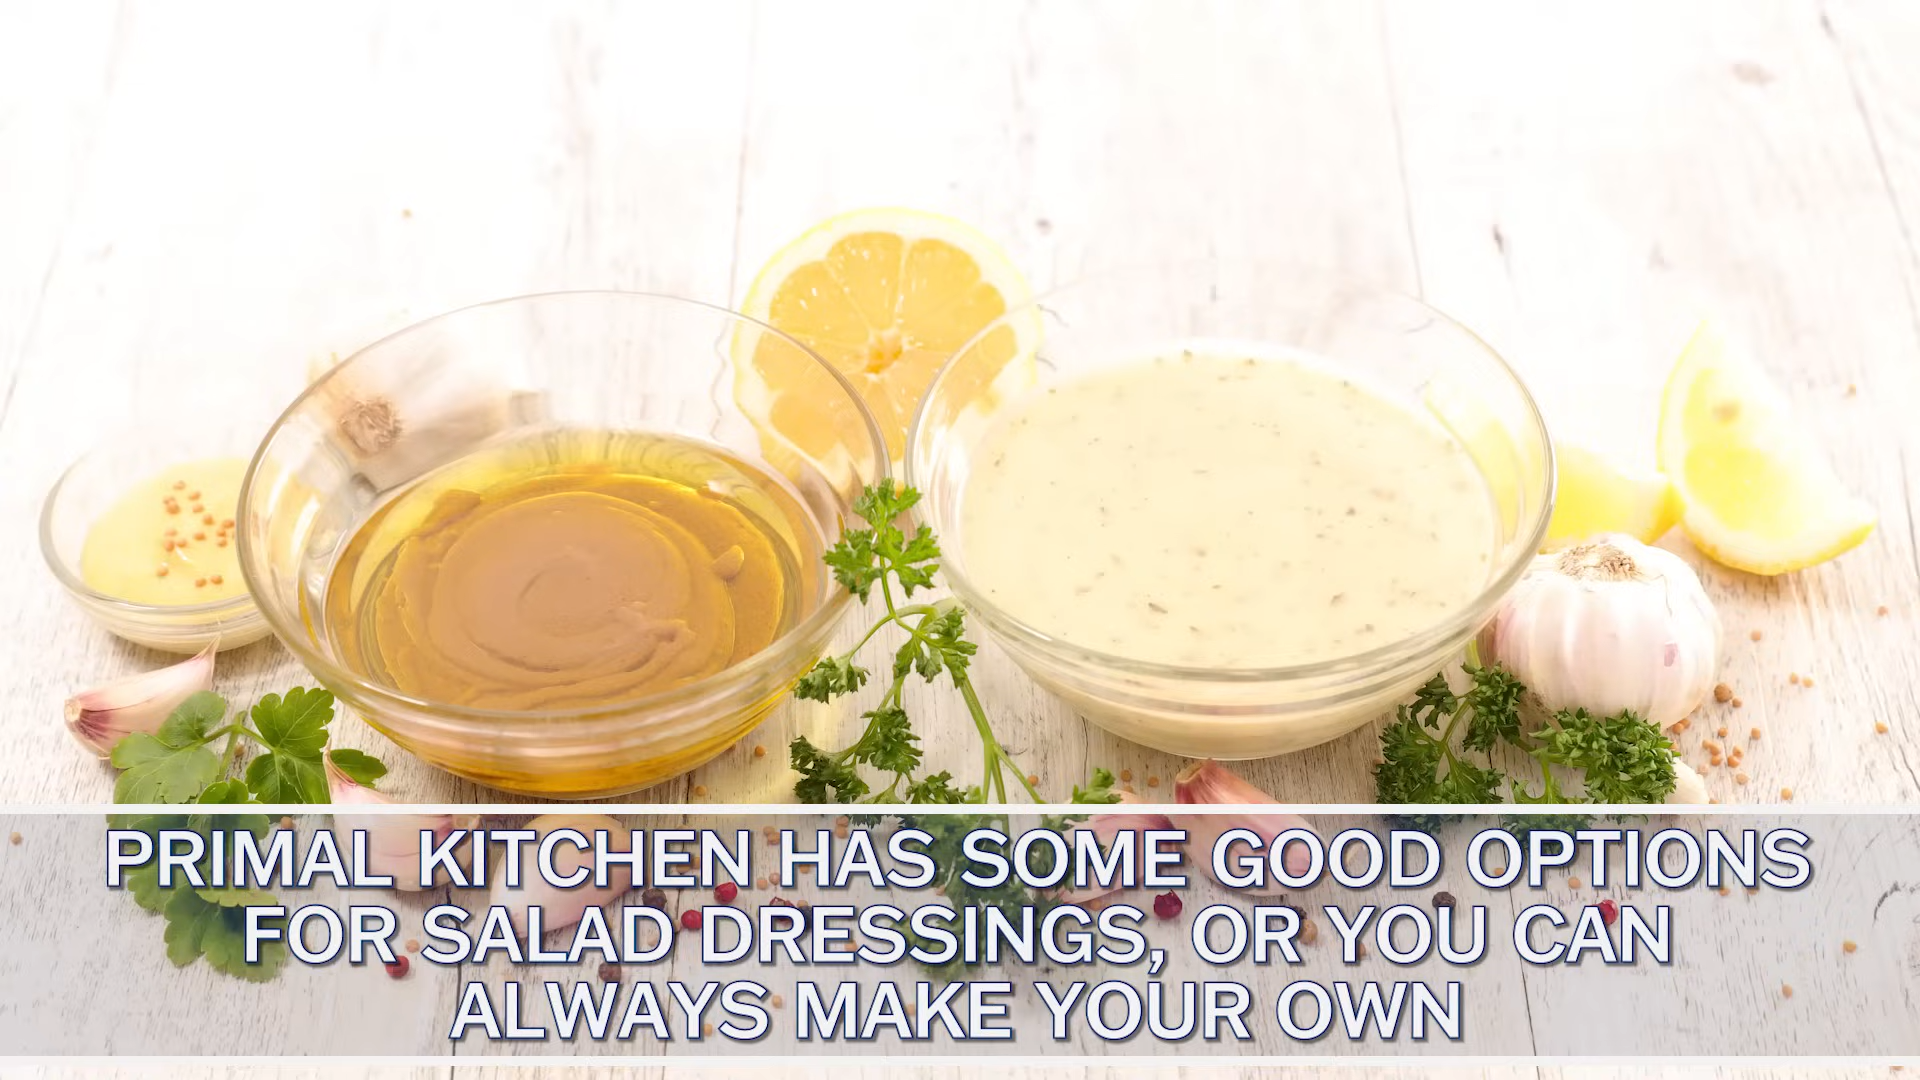 PRIMAL KITCHEN HAS SOME GOOD OPTIONS
FOR SALAD DRESSINGS, OR YOU CAN
ALWAYS MAKE YOUR OWN